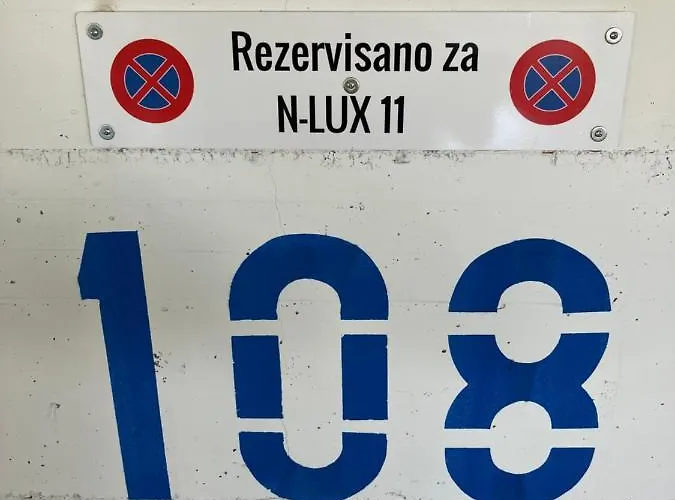 Rezervisano za
N-LUX 11
108